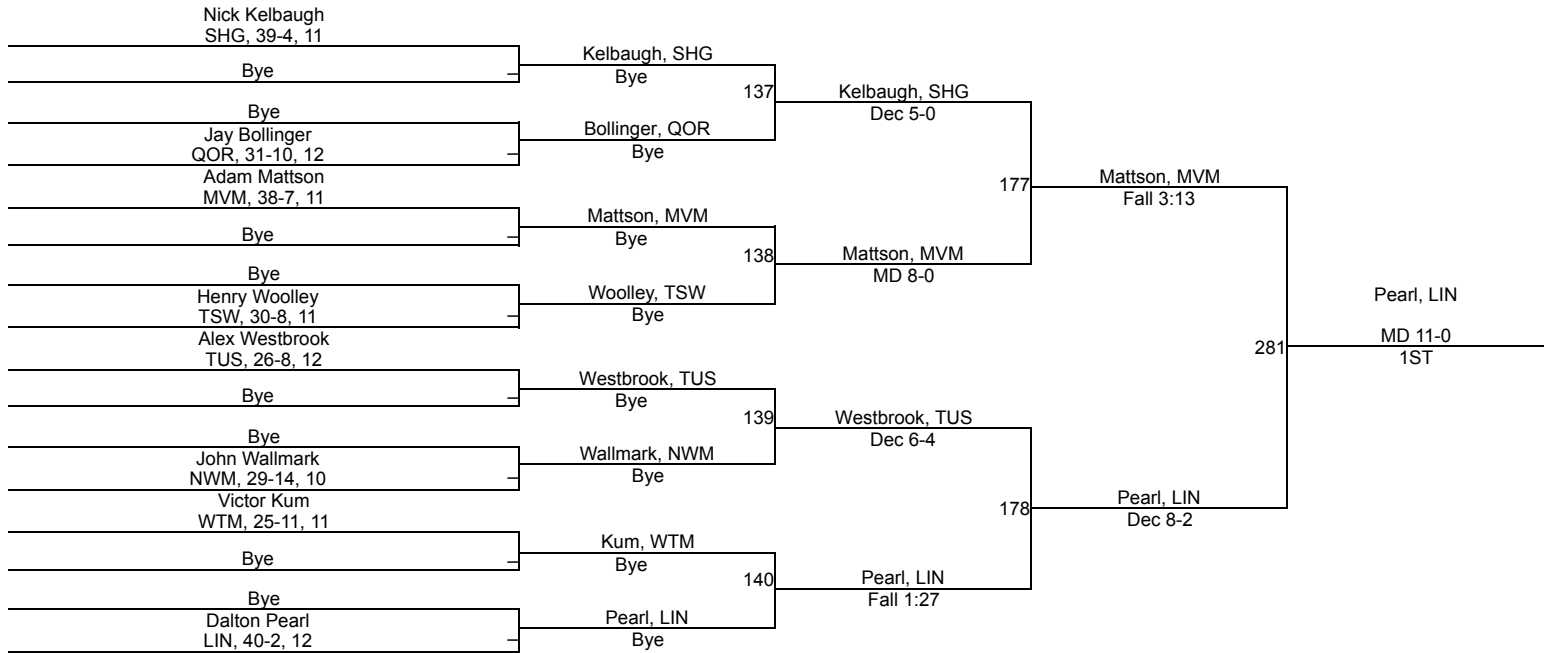 Nick Kelbaugh
SHG, 39-4, 11
Bye
Bye
Jay Bollinger
QOR, 31-10, 12
Adam Mattson
MVM, 38-7, 11
Bye
Bye
Henry Woolley
TSW, 30-8, 11
Alex Westbrook
TUS, 26-8, 12
Bye
Bye
John Wallmark
NWM, 29-14, 10
Victor Kum
WTM, 25-11, 11
Bye
Bye
Dalton Pearl
LIN, 40-2, 12
Kelbaugh, SHG
Bye
137
Bollinger, QOR
Bye
Mattson, MVM
Bye
138
Woolley, TSW
Bye
Westbrook, TUS
Bye
139
Wallmark, NWM
Bye
Kum, WTM
Bye
140
Pearl, LIN
Bye
Kelbaugh, SHG
Dec 5-0
177
Mattson, MVM
MD 8-0
Westbrook, TUS
Dec 6-4
178
Pearl, LIN
Fall 1:27
Mattson, MVM
Fall 3:13
281
Pearl, LIN
Dec 8-2
Pearl, LIN
MD 11-0
1ST